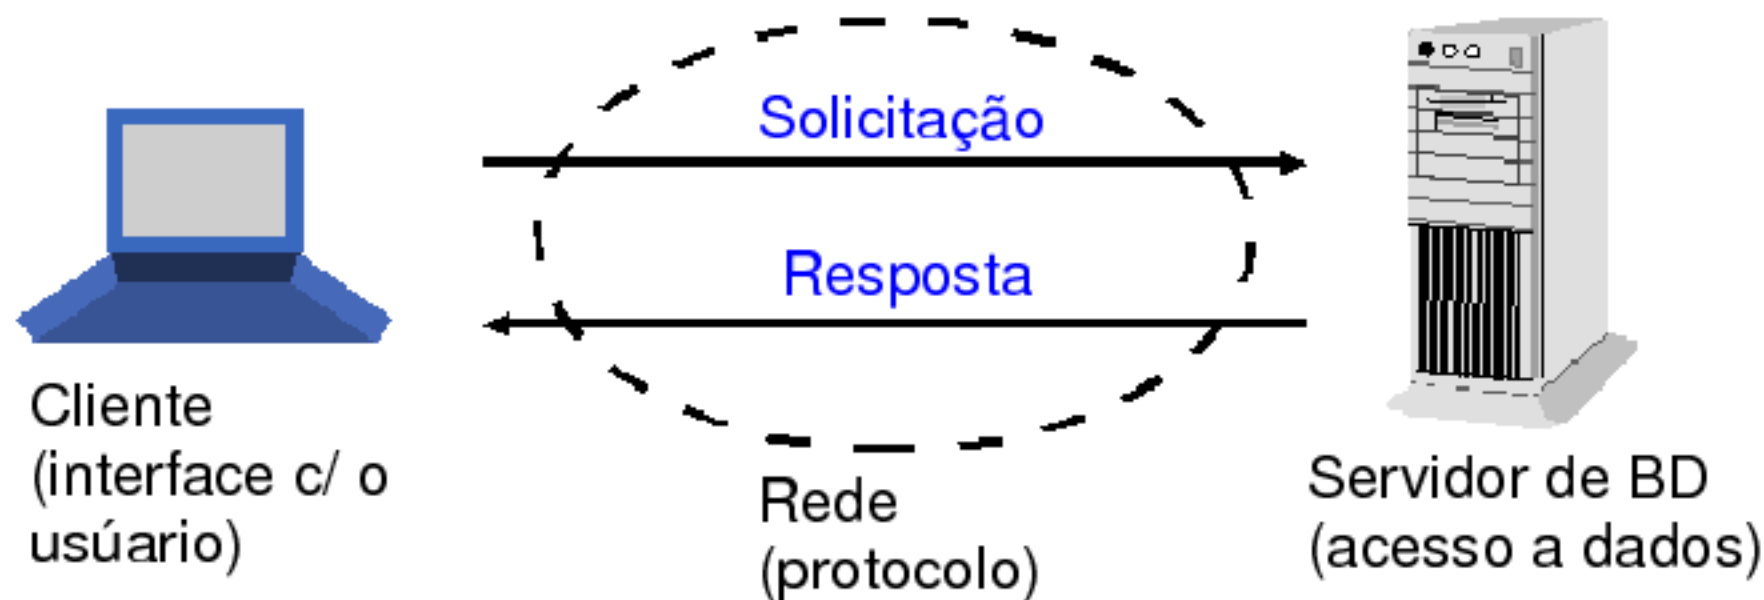 Solicitação
Resposta
Cliente
(interface c/ o
usúario)
Rede
(protocolo)
Servidor de BD
(acesso a dados)